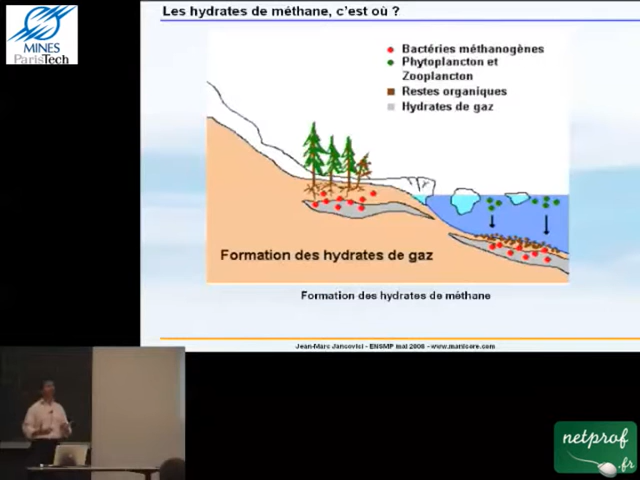 MINES
ParisTech
Les hydrates de méthane, c'est où ?
Bactéries méthanogènes
Phytoplancton et
Zooplancton
Restes organiques
Hydrates de gaz
Formation des hydrates de gaz
Formation des hydrates de méthane
Jean-Marc Jancovici - ENSMP mai 2008 - www.manicore.com
netprof
.fr